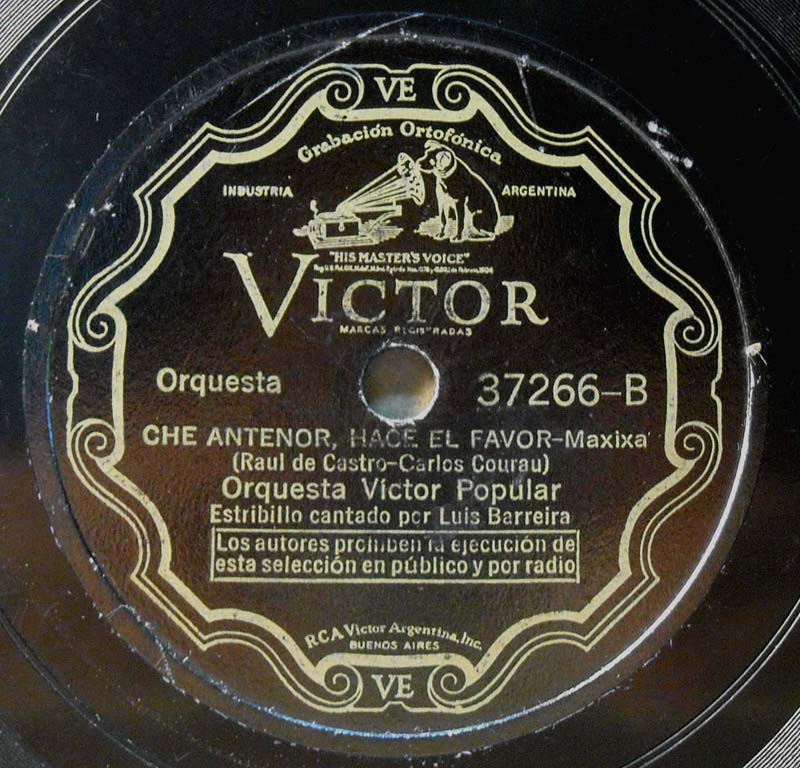 VE
Grabación Ortofónica
INDUSTRIA ARGENTINA
"HIS MASTER'S VOICE"
VICTOR
MARCAS REGISTRADAS
Orquesta 37266-B
CHE ANTENOR, HACE EL FAVOR-Maxixa
(Raul de Castro-Carlos Courau)
Orquesta Víctor Popular
Estribillo cantado por Luis Barreira
Los autores prohiben la ejecución de
esta selección en público y por radio
RCA Victor Argentina, Inc.
BUENOS AIRES
VE